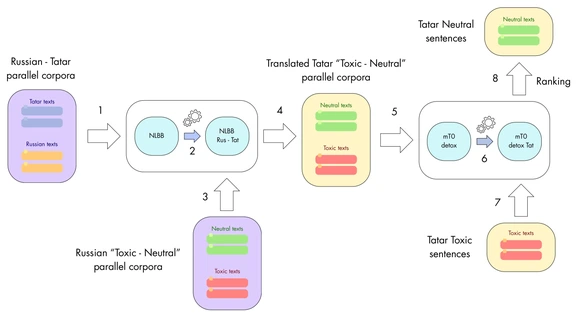 Tatar Neutral
sentences
Neutral texts
8
Ranking
Russian - Tatar
parallel corpora
Tatar texts
Russian texts
1
NLBB
2
NLBB
Rus - Tat
3
Russian "Toxic - Neutral"
parallel corpora
Neutral texts
Toxic texts
4
Translated Tatar "Toxic - Neutral"
parallel corpora
Neutral texts
Toxic texts
5
mT0
detox
6
mT0
detox Tat
7
Tatar Toxic
sentences
Toxic texts